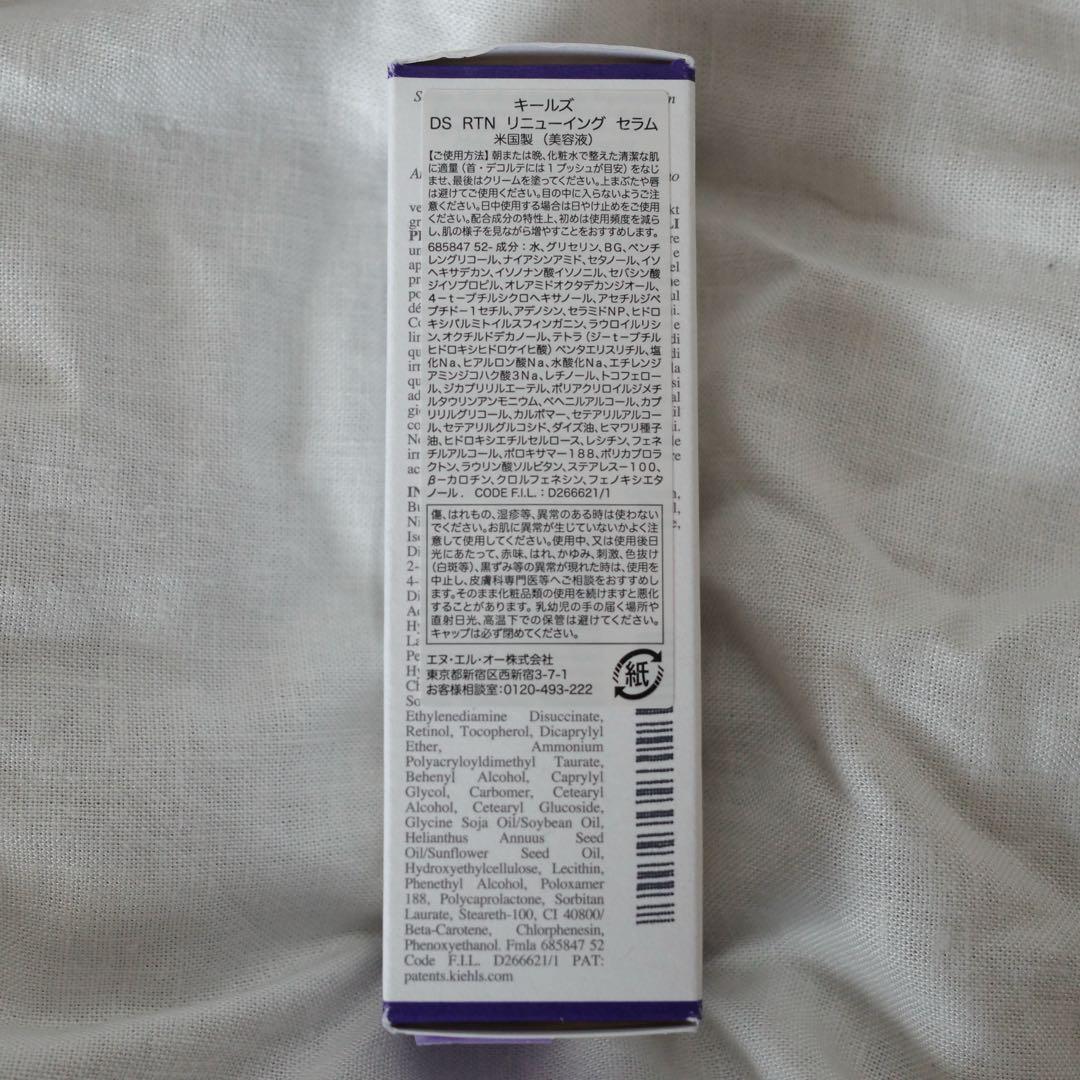 キールズ
DS RTN リニューイング セラム
米国製 (美容液)
【ご使用方法】朝または晩、化粧水で整えた清潔な肌
に適量(首・デコルテには1プッシュが目安)をなじ
ませ、最後はクリームを塗ってください。上まぶたや唇
は避けてご使用ください。目の中に入らないようご注
意ください。日中使用する場合は日やけ止めをご使用
ください。配合成分の特性上、初めは使用頻度を減ら
し、肌の様子を見ながら増やすことをおすすめします。
685847 52- 成分:水、グリセリン、BG、ペンチ
レングリコール、ナイアシンアミド、セタノール、イソ
ヘキサデカン、イソノナン酸イソノニル、セバシン酸
ジイソプロピル、オレアミドオクタデカンジオール、
4-t-ブチルシクロヘキサノール、アセチルジペ
プチド-1セチル、アデノシン、セラミドNP、ヒドロ
キシパルミトイルスフィンガニン、ラウロイルリシ
ン、オクチルドデカノール、テトラ(ジーt-ブチル
ヒドロキシヒドロケイヒ酸)ペンタエリスリチル、塩
化Na、ヒアルロン酸Na、水酸化Na、エチレンジ
アミンジコハク酸3Na、レチノール、トコフェロー
ル、ジカプリリルエーテル、ポリアクリロイルジメチ
ルタウリンアンモニウム、ベヘニルアルコール、カプ
リリルグリコール、カルボマー、セテアリルアルコー
ル、セテアリルグルコシド、ダイズ油、ヒマワリ種子
油、ヒドロキシエチルセルロース、レシチン、フェネ
チルアルコール、ポロキサマー188、ポリカプロラ
クトン、ラウリン酸ソルビタン、ステアレス-100、
β-カロチン、クロルフェネシン、フェノキシエタ
ノール. CODE F.I.L. : D266621/1
傷、はれもの、湿疹等、異常のある時は使わない
でください。お肌に異常が生じていないかよく注
意して使用してください。使用中、又は使用後日
光にあたって、赤味、はれ、かゆみ、刺激、色抜け
(白斑等)、黒ずみ等の異常が現れた時は、使用を
中止し、皮膚科専門医等へご相談をおすすめしま
す。そのまま化粧品類の使用を続けますと悪化
することがあります。乳幼児の手の届く場所や
直射日光、高温下での保管は避けてください。
キャップは必ず閉めてください。
エヌ・エル・オー株式会社
東京都新宿区西新宿3-7-1
お客様相談室:0120-493-222
紙
Ethylenediamine Disuccinate,
Retinol, Tocopherol, Dicaprylyl
Ether, Ammonium
Polyacryloyldimethyl Taurate,
Behenyl Alcohol, Caprylyl
Glycol, Carbomer, Cetearyl
Alcohol, Cetearyl Glucoside,
Glycine Soja Oil/Soybean Oil,
Helianthus Annuus Seed
Oil/Sunflower Seed Oil,
Hydroxyethylcellulose, Lecithin,
Phenethyl Alcohol, Poloxamer
188, Polycaprolactone, Sorbitan
Laurate, Steareth-100, CI 40800/
Beta-Carotene, Chlorphenesin,
Phenoxyethanol. Fmla 685847 52
Code F.I.L. D266621/1 PAT:
patents.kiehls.com